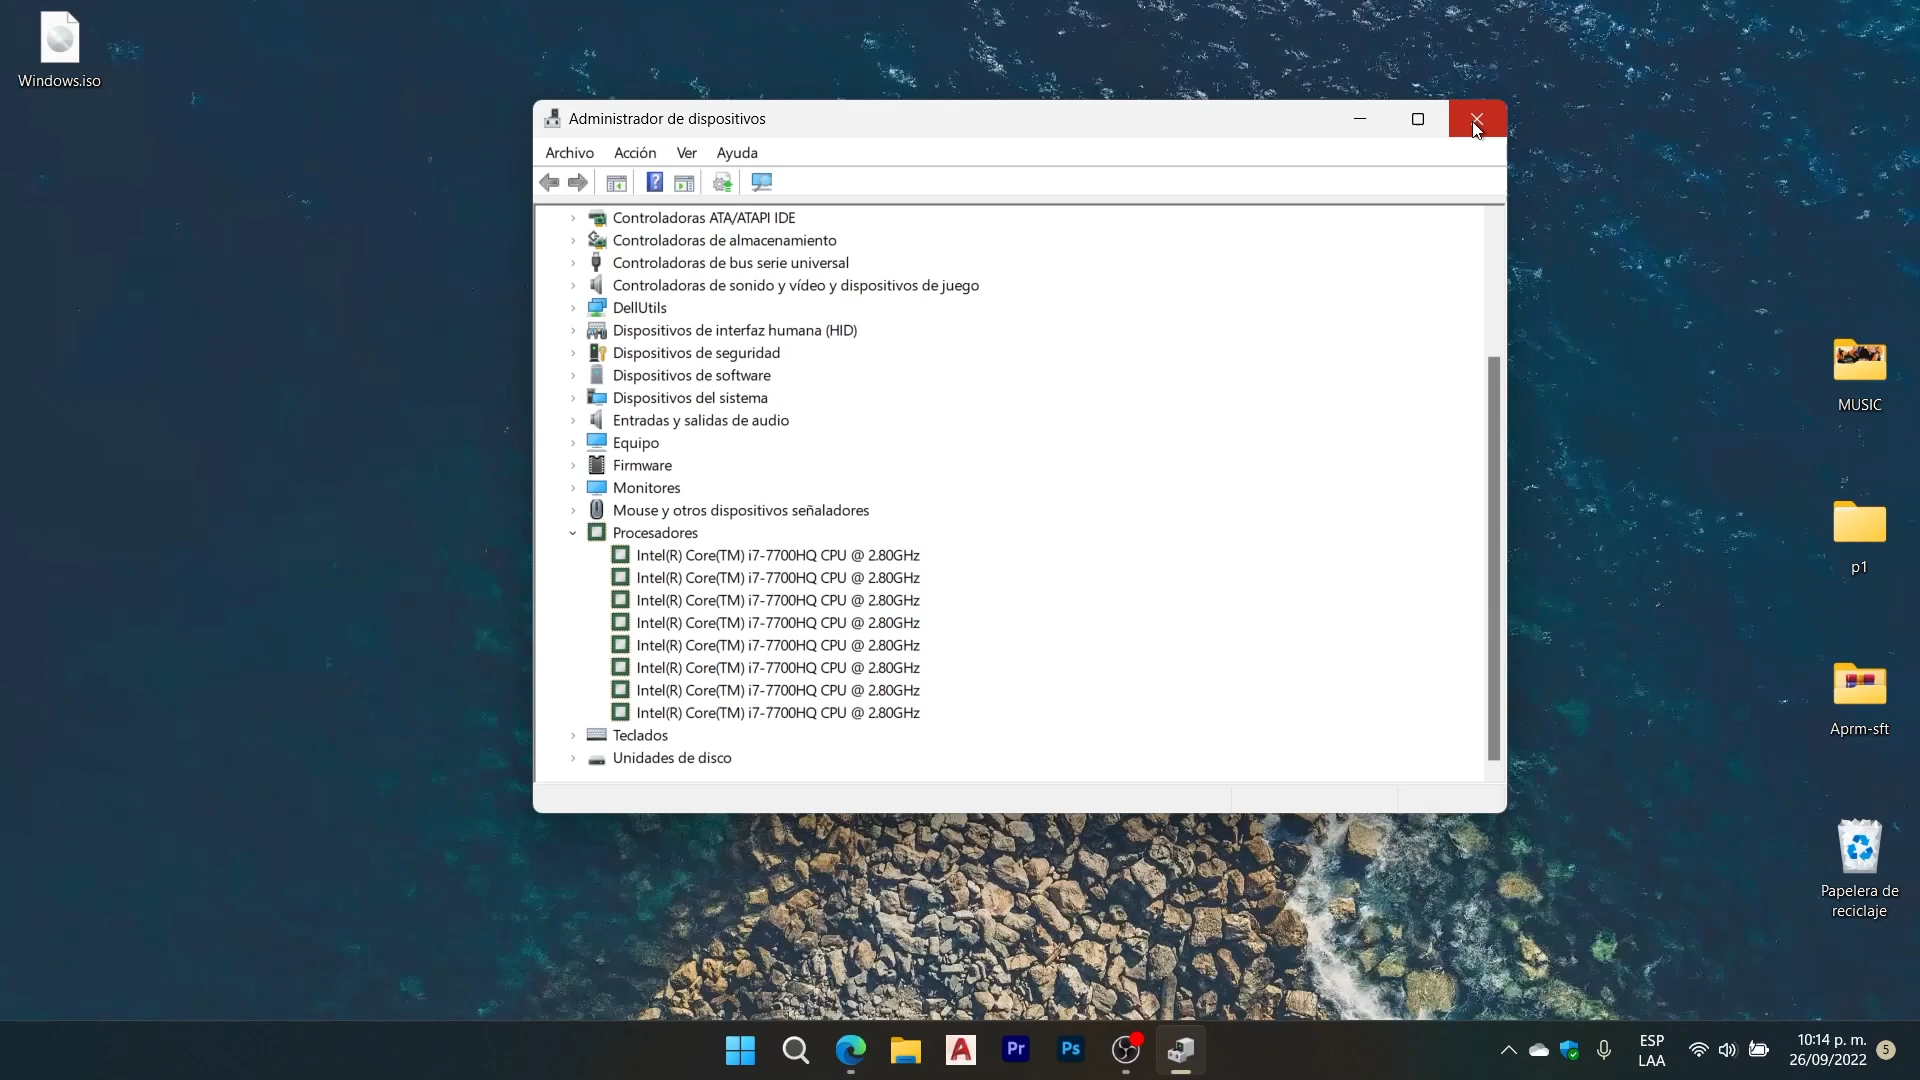 Windows.iso
Administrador de dispositivos
Archivo Acción Ver Ayuda
Controladoras ATA/ATAPI IDE
Controladoras de almacenamiento
Controladoras de bus serie universal
Controladoras de sonido y vídeo y dispositivos de juego
DellUtils
Dispositivos de interfaz humana (HID)
Dispositivos de seguridad
Dispositivos de software
Dispositivos del sistema
Entradas y salidas de audio
Equipo
Firmware
Monitores
Mouse y otros dispositivos señaladores
Procesadores
Intel(R) Core(TM) i7-7700HQ CPU @ 2.80GHz
Intel(R) Core(TM) i7-7700HQ CPU @ 2.80GHz
Intel(R) Core(TM) i7-7700HQ CPU @ 2.80GHz
Intel(R) Core(TM) i7-7700HQ CPU @ 2.80GHz
Intel(R) Core(TM) i7-7700HQ CPU @ 2.80GHz
Intel(R) Core(TM) i7-7700HQ CPU @ 2.80GHz
Intel(R) Core(TM) i7-7700HQ CPU @ 2.80GHz
Intel(R) Core(TM) i7-7700HQ CPU @ 2.80GHz
Teclados
Unidades de disco
MUSIC
p1
Aprm-sft
Papelera de
reciclaje
A
Pr
Ps
ESP
LAA
10:14 p. m.
26/09/2022
5